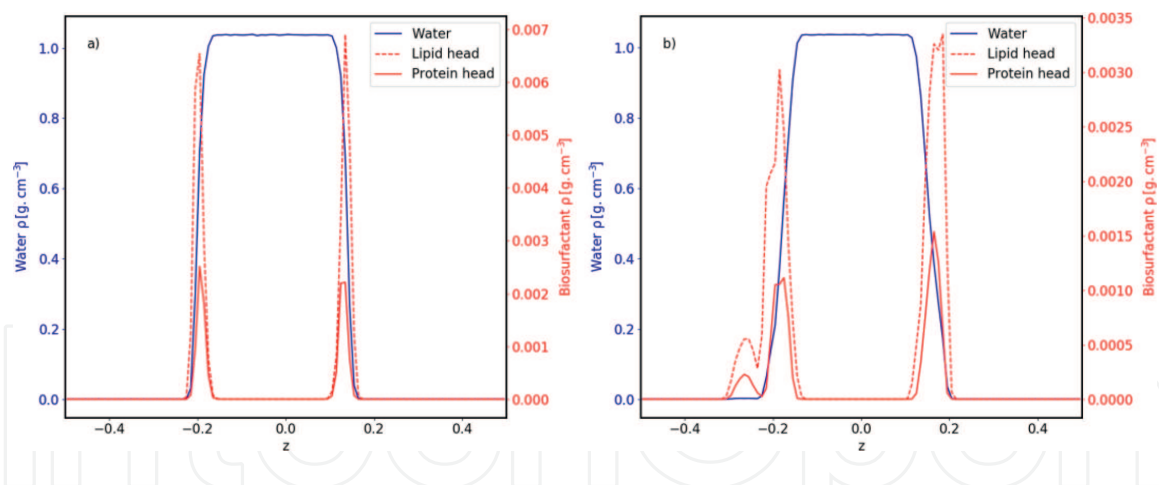 a)
Water
Lipid head
Protein head
1.0
0.8
0.6
0.4
0.2
0.0
Water ρ [g. cm⁻³]
0.007
0.006
0.005
0.004
0.003
0.002
0.001
0.000
Biosurfactant ρ [g. cm⁻³]
−0.4 −0.2 0.0 0.2 0.4
z
b)
Water
Lipid head
Protein head
1.0
0.8
0.6
0.4
0.2
0.0
Water ρ [g. cm⁻³]
0.0035
0.0030
0.0025
0.0020
0.0015
0.0010
0.0005
0.0000
Biosurfactant ρ [g. cm⁻³]
−0.4 −0.2 0.0 0.2 0.4
z